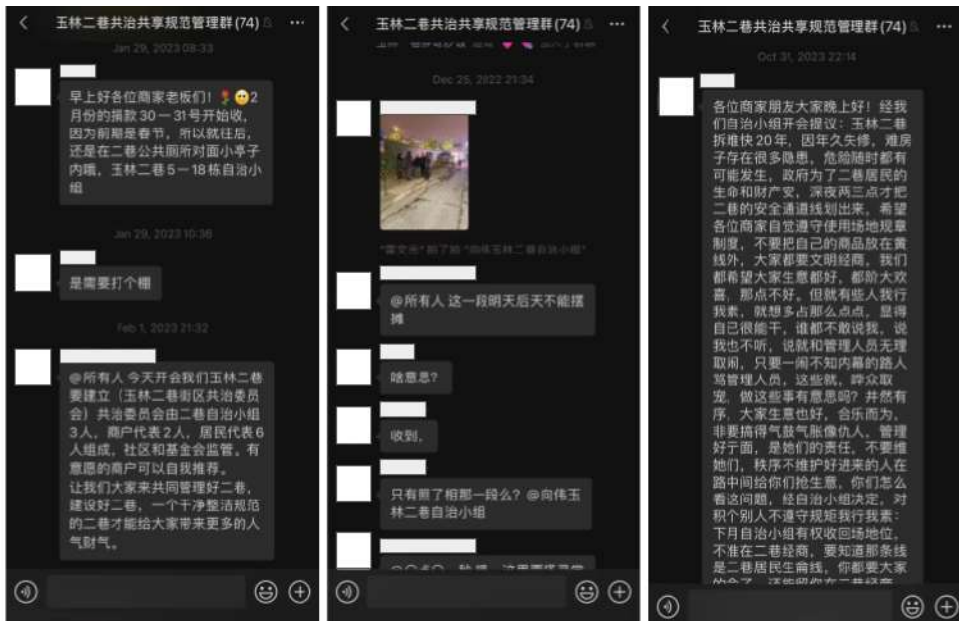 玉林二巷共治共享规范管理群(74)
Jan 29, 2023 08:33
早上好各位商家老板们！🌹😶2
月份的捐款30一31号开始收,
因为前期是春节，所以就往后,
还是在二巷公共厕所对面小亭子
内哦，玉林二巷5一18栋自治小
组
Jan 29, 2023 10:36
是需要打个棚
Feb 1, 2023 21:32
@所有人 今天开会我们玉林二巷
要建立（玉林二巷街区共治委员
会）共治委员会由二巷自治小组
3人，商户代表2人，居民代表6
人组成，社区和基金会监管，有
意愿的商户可以自我推荐。
让我们大家来共同管理好二巷，
建设好二巷，一个干净整洁规范
的二巷才能给大家带来更多的人
气财气。
玉林二巷共治共享规范管理群(74)
Dec 25, 2022 21:34
@所有人 这一段明天后天不能摆
摊
啥意思?
收到,
只有照了相那一段么? @向伟玉
林二巷自治小组
玉林二巷共治共享规范管理群(74)
Oct 31, 2023 22:14
各位商家朋友大家晚上好！经我
们自治小组开会提议：玉林二巷
拆难快20年，因年久失修，难房
子存在很多隐患，危险随时都有
可能发生，政府为了二巷居民的
生命和财产安，深夜两三点才把
二巷的安全通道线划出来，希望
各位商家自觉遵守使用场地规章
制度，不要把自己的商品放在黄
线外，大家都要文明经商，我们
都希望大家生意都好，都阶大欢
喜，那点不好，但就有些人我行
我素，就想多占那么点点，显得
自已很能干，谁都不敢说我，说
我也不听，说就和管理人员无理
取闹，只要一闹不知内幕的路人
骂管理人员，这些就，哗众取
宠，做这些事有意思吗？井然有
序，大家生意也好，合乐而为，
非要搞得气鼓气胀像仇人，管理
好亍面，是她们的责任，不要维
她们，秩序不维护好进来的人在
路中间给你们抢生意，你们怎么
看这问题，经自治小组决定，对
积个别人不遵守规矩我行我素：
下月自治小组有权收回场地位，
不准在二巷经商，要知道那条线
是二巷居民生龠线，你都要大家